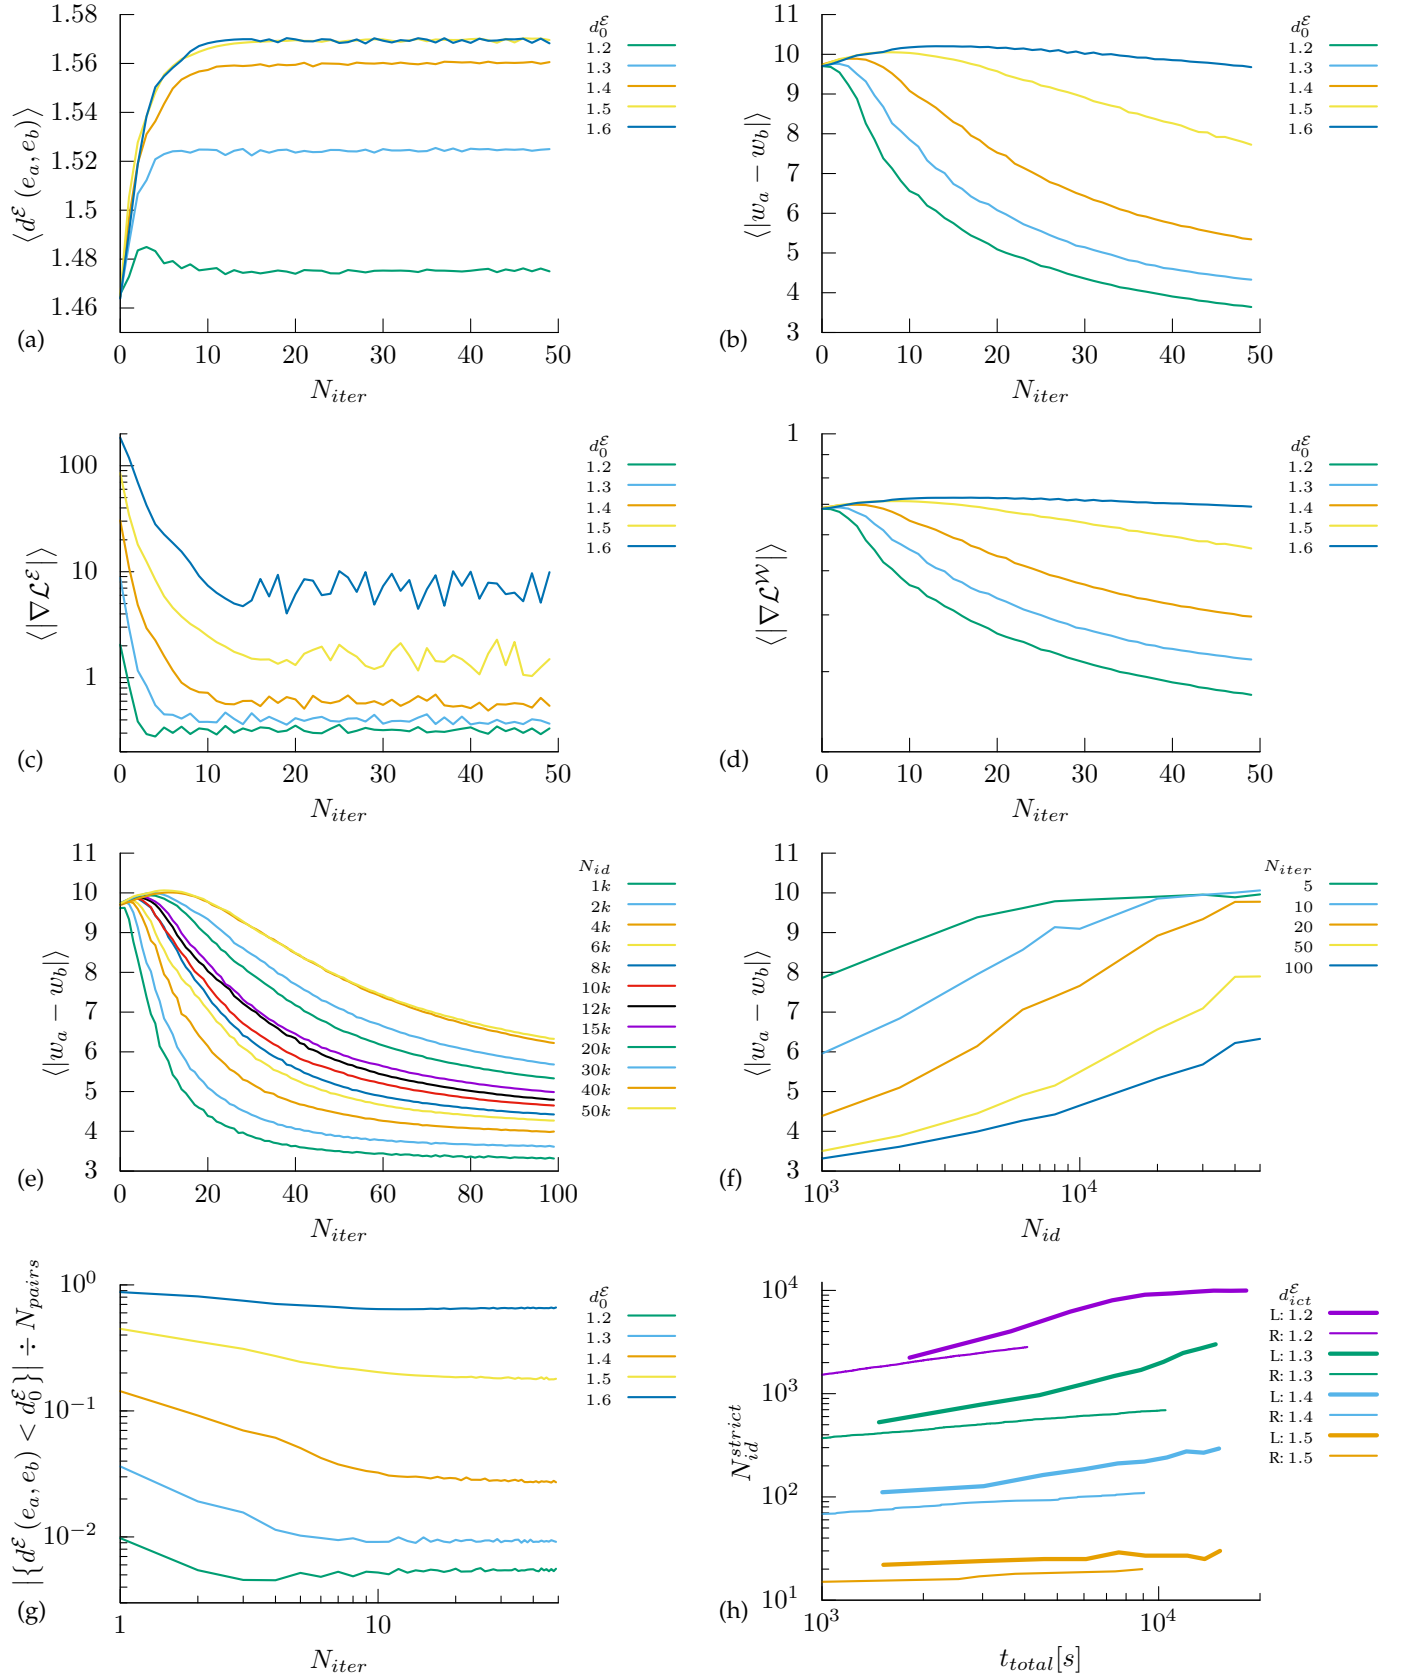 (a)
⟨d^ℰ (e_a, e_b)⟩
1.58
1.56
1.54
1.52
1.5
1.48
1.46
0 10 20 30 40 50
N_iter
d_0^ℰ
1.2
1.3
1.4
1.5
1.6
(b)
⟨|w_a − w_b|⟩
11
10
9
8
7
6
5
4
3
0 10 20 30 40 50
N_iter
d_0^ℰ
1.2
1.3
1.4
1.5
1.6
(c)
⟨|∇ℒ^ℰ|⟩
100
10
1
0 10 20 30 40 50
N_iter
d_0^ℰ
1.2
1.3
1.4
1.5
1.6
(d)
⟨|∇ℒ^𝒲|⟩
1
0 10 20 30 40 50
N_iter
d_0^ℰ
1.2
1.3
1.4
1.5
1.6
(e)
⟨|w_a − w_b|⟩
11
10
9
8
7
6
5
4
3
0 20 40 60 80 100
N_iter
N_id
1k
2k
4k
6k
8k
10k
12k
15k
20k
30k
40k
50k
(f)
⟨|w_a − w_b|⟩
11
10
9
8
7
6
5
4
3
10^3 10^4
N_id
N_iter
5
10
20
50
100
(g)
|{d^ℰ (e_a, e_b) < d_0^ℰ}| ÷ N_pairs
10^0
10^−1
10^−2
1 10
N_iter
d_0^ℰ
1.2
1.3
1.4
1.5
1.6
(h)
N_id^strict
10^4
10^3
10^2
10^1
10^3 10^4
t_total[s]
d_ict^ℰ
L: 1.2
R: 1.2
L: 1.3
R: 1.3
L: 1.4
R: 1.4
L: 1.5
R: 1.5